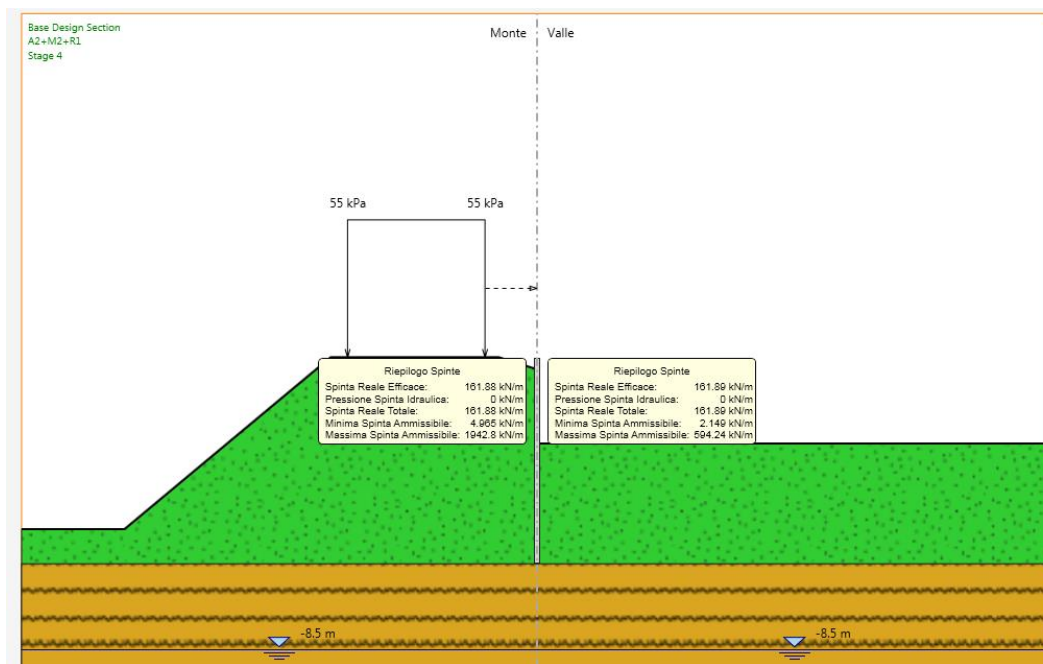 Base Design Section
A2+M2+R1
Stage 4
Monte Valle
55 kPa 55 kPa
Riepilogo Spinte
Spinta Reale Efficace: 161.88 kN/m
Pressione Spinta Idraulica: 0 kN/m
Spinta Reale Totale: 161.88 kN/m
Minima Spinta Ammissibile: 4.965 kN/m
Massima Spinta Ammissibile: 1942.8 kN/m
Riepilogo Spinte
Spinta Reale Efficace: 161.89 kN/m
Pressione Spinta Idraulica: 0 kN/m
Spinta Reale Totale: 161.89 kN/m
Minima Spinta Ammissibile: 2.149 kN/m
Massima Spinta Ammissibile: 594.24 kN/m
-8.5 m -8.5 m